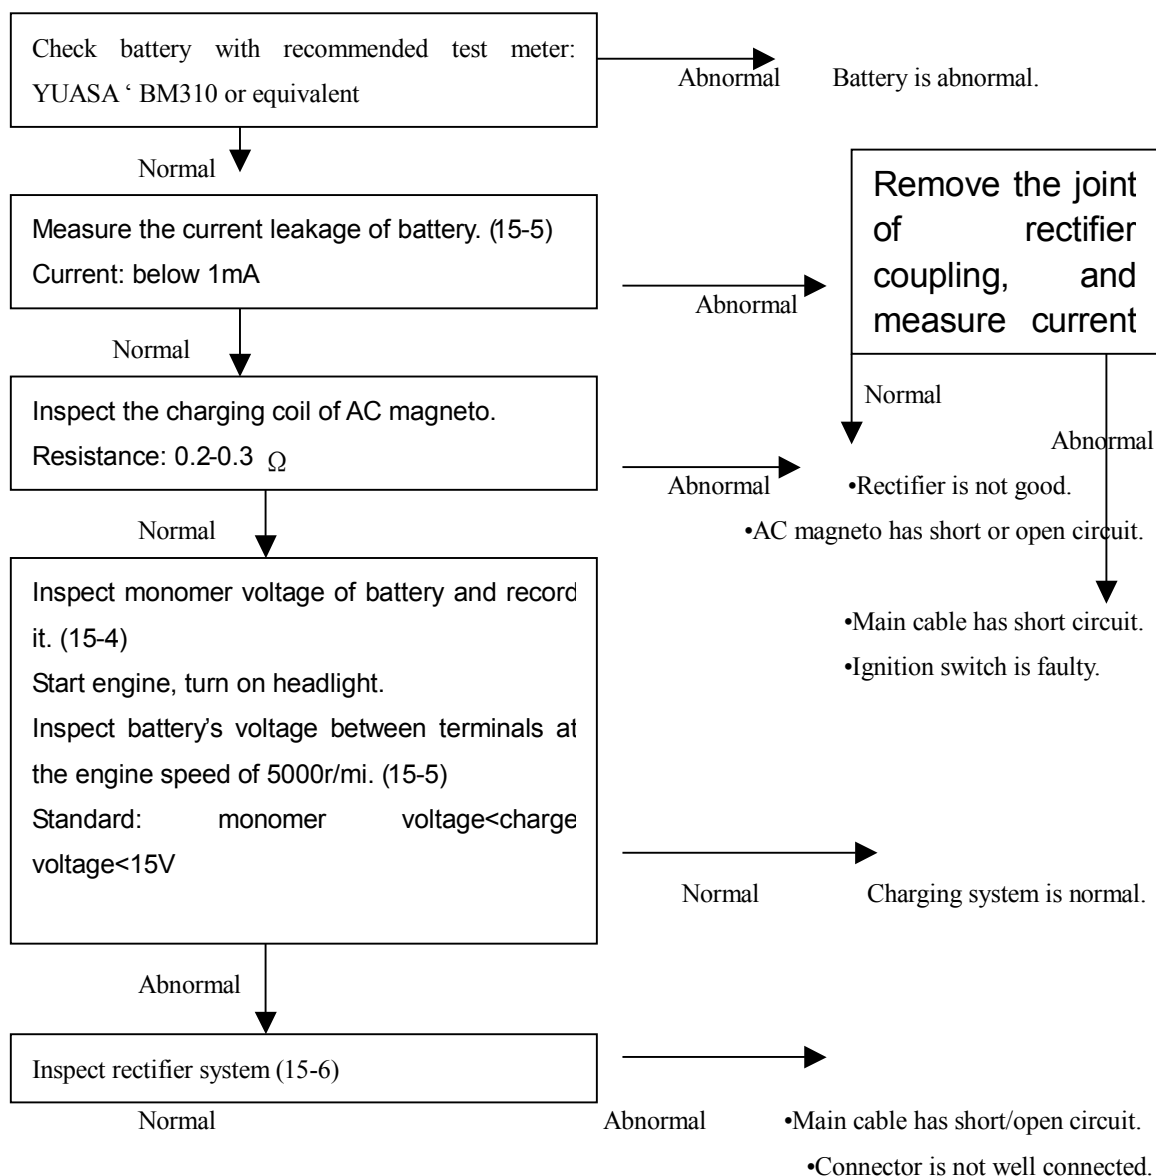 Check battery with recommended test meter:
YUASA ‘ BM310 or equivalent
Abnormal
Battery is abnormal.
Normal
Measure the current leakage of battery. (15-5)
Current: below 1mA
Abnormal
Remove the joint
of rectifier
coupling, and
measure current
Normal
Normal
Abnormal
Inspect the charging coil of AC magneto.
Resistance: 0.2-0.3 Ω
Abnormal
•Rectifier is not good.
•AC magneto has short or open circuit.
Normal
•Main cable has short circuit.
•Ignition switch is faulty.
Inspect monomer voltage of battery and record
it. (15-4)
Start engine, turn on headlight.
Inspect battery’s voltage between terminals at
the engine speed of 5000r/mi. (15-5)
Standard: monomer voltage<charge
voltage<15V
Normal
Charging system is normal.
Abnormal
Inspect rectifier system (15-6)
Normal
Abnormal
•Main cable has short/open circuit.
•Connector is not well connected.